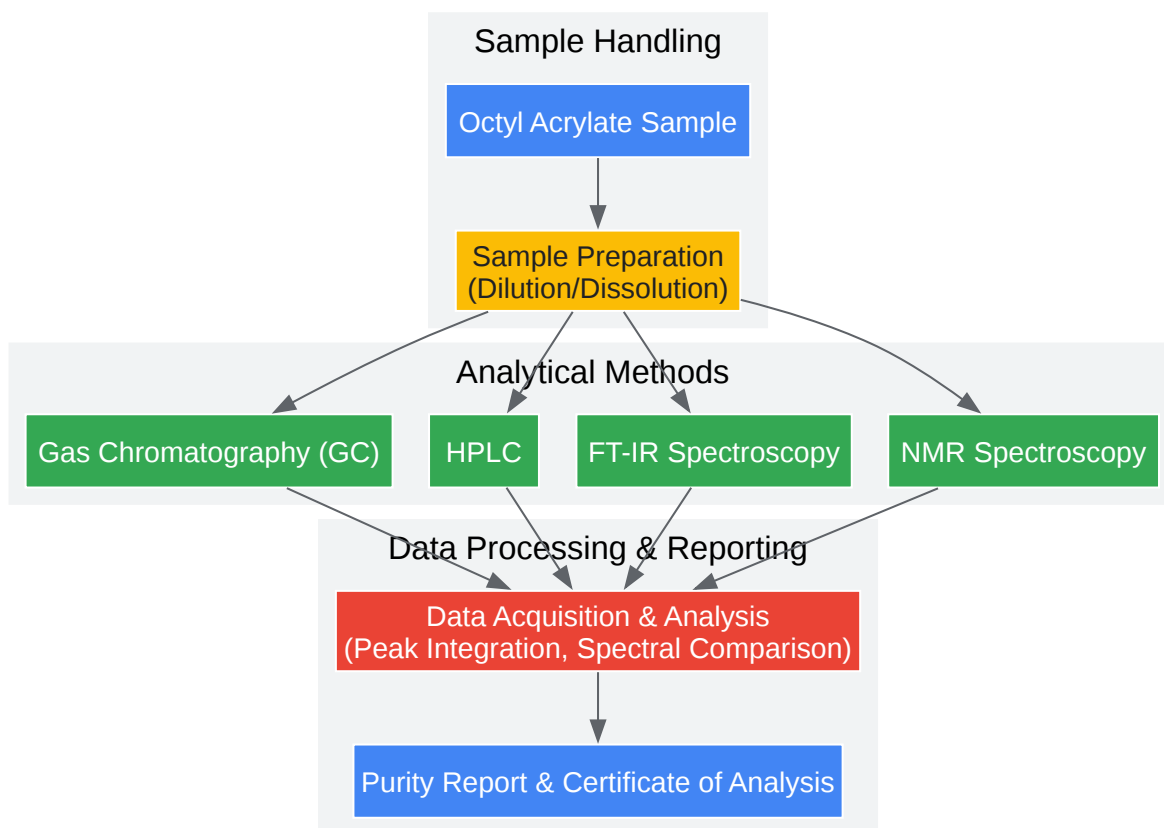 Sample Handling
Octyl Acrylate Sample
Sample Preparation
(Dilution/Dissolution)
Analytical Methods
Gas Chromatography (GC)
HPLC
FT-IR Spectroscopy
NMR Spectroscopy
Data Processing & Reporting
Data Acquisition & Analysis
(Peak Integration, Spectral Comparison)
Purity Report & Certificate of Analysis